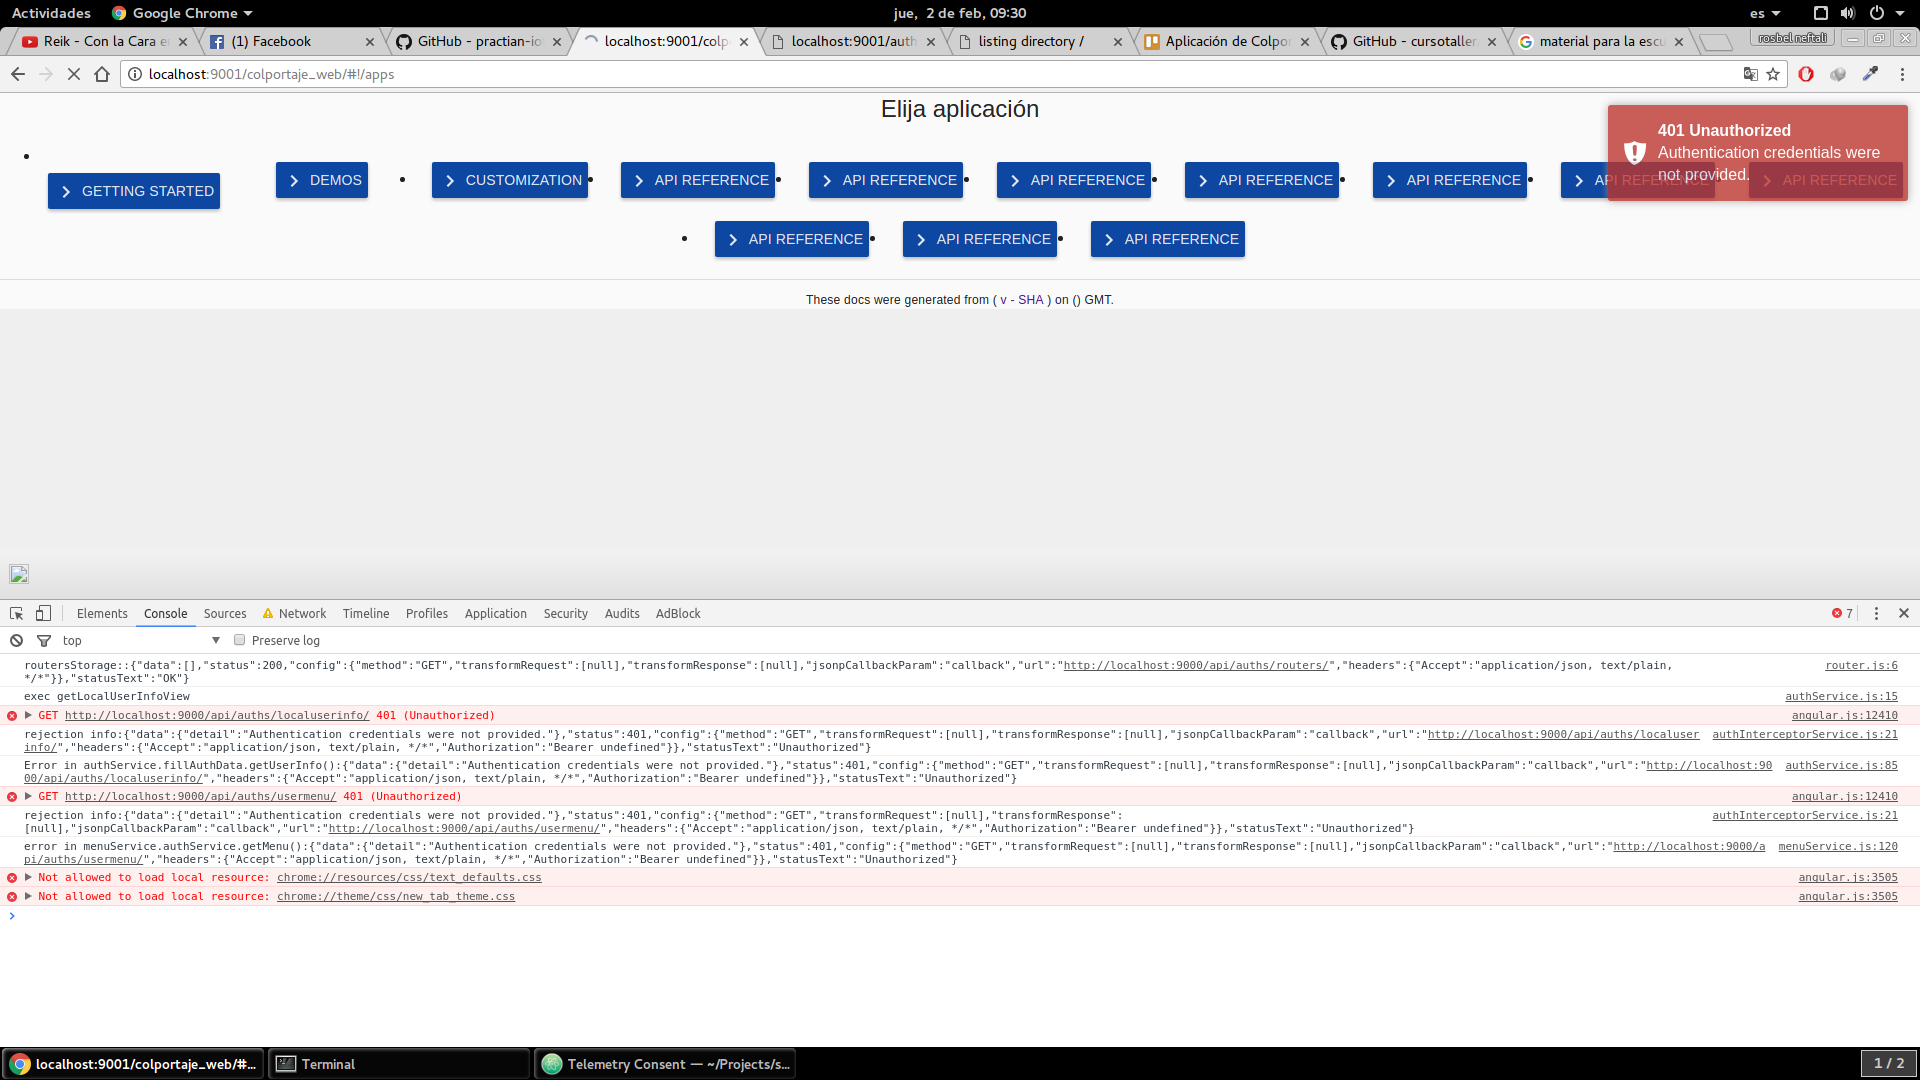 Actividades
Google Chrome
jue, 2 de feb, 09:30
es
Reik - Con la Cara e
(1) Facebook
GitHub - practian-io
localhost:9001/colp
localhost:9001/auth
listing directory /
Aplicación de Colpo
GitHub - cursotaller
material para la escu
rosbel neftali
localhost:9001/colportaje_web/#!/apps
Elija aplicación
401 Unauthorized
Authentication credentials were
not provided.
GETTING STARTED
DEMOS
CUSTOMIZATION
API REFERENCE
API REFERENCE
API REFERENCE
API REFERENCE
API REFERENCE
API REFERENCE
API REFERENCE
API REFERENCE
API REFERENCE
API REFERENCE
These docs were generated from ( v - SHA ) on () GMT.
Elements Console Sources Network Timeline Profiles Application Security Audits AdBlock
7
top
Preserve log
routersStorage::{"data":[],"status":200,"config":{"method":"GET","transformRequest":[null],"transformResponse":[null],"jsonpCallbackParam":"callback","url":"http://localhost:9000/api/auths/routers/","headers":{"Accept":"application/json, text/plain, router.js:6
*/*"}},"statusText":"OK"}
exec getLocalUserInfoView authService.js:15
GET http://localhost:9000/api/auths/localuserinfo/ 401 (Unauthorized) angular.js:12410
rejection info:{"data":{"detail":"Authentication credentials were not provided."},"status":401,"config":{"method":"GET","transformRequest":[null],"transformResponse":[null],"jsonpCallbackParam":"callback","url":"http://localhost:9000/api/auths/localuser authInterceptorService.js:21
info/","headers":{"Accept":"application/json, text/plain, */*","Authorization":"Bearer undefined"}},"statusText":"Unauthorized"}
Error in authService.fillAuthData.getUserInfo():{"data":{"detail":"Authentication credentials were not provided."},"status":401,"config":{"method":"GET","transformRequest":[null],"transformResponse":[null],"jsonpCallbackParam":"callback","url":"http://localhost:90 authService.js:85
00/api/auths/localuserinfo/","headers":{"Accept":"application/json, text/plain, */*","Authorization":"Bearer undefined"}},"statusText":"Unauthorized"}
GET http://localhost:9000/api/auths/usermenu/ 401 (Unauthorized) angular.js:12410
rejection info:{"data":{"detail":"Authentication credentials were not provided."},"status":401,"config":{"method":"GET","transformRequest":[null],"transformResponse": authInterceptorService.js:21
[null],"jsonpCallbackParam":"callback","url":"http://localhost:9000/api/auths/usermenu/","headers":{"Accept":"application/json, text/plain, */*","Authorization":"Bearer undefined"}},"statusText":"Unauthorized"}
error in menuService.authService.getMenu():{"data":{"detail":"Authentication credentials were not provided."},"status":401,"config":{"method":"GET","transformRequest":[null],"transformResponse":[null],"jsonpCallbackParam":"callback","url":"http://localhost:9000/a menuService.js:120
pi/auths/usermenu/","headers":{"Accept":"application/json, text/plain, */*","Authorization":"Bearer undefined"}},"statusText":"Unauthorized"}
Not allowed to load local resource: chrome://resources/css/text_defaults.css angular.js:3505
Not allowed to load local resource: chrome://theme/css/new_tab_theme.css angular.js:3505
localhost:9001/colportaje_web/#...
Terminal
Telemetry Consent — ~/Projects/s...
1 / 2